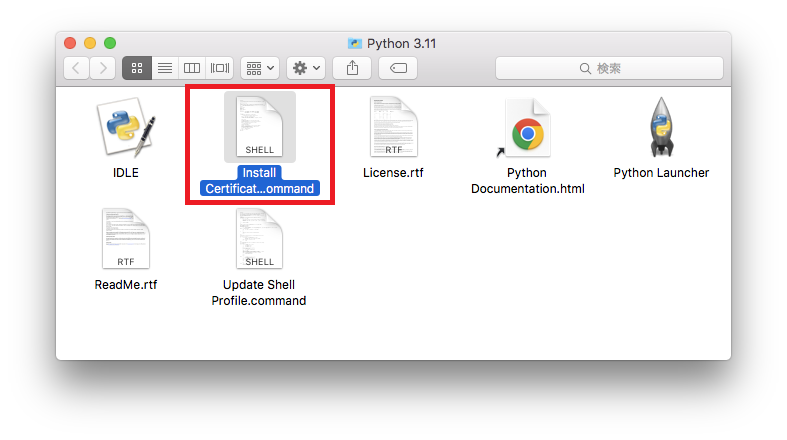 Python 3.11
検索
SHELL
RTF
IDLE
Install
Certificat...ommand
License.rtf
Python
Documentation.html
Python Launcher
RTF
SHELL
ReadMe.rtf
Update Shell
Profile.command